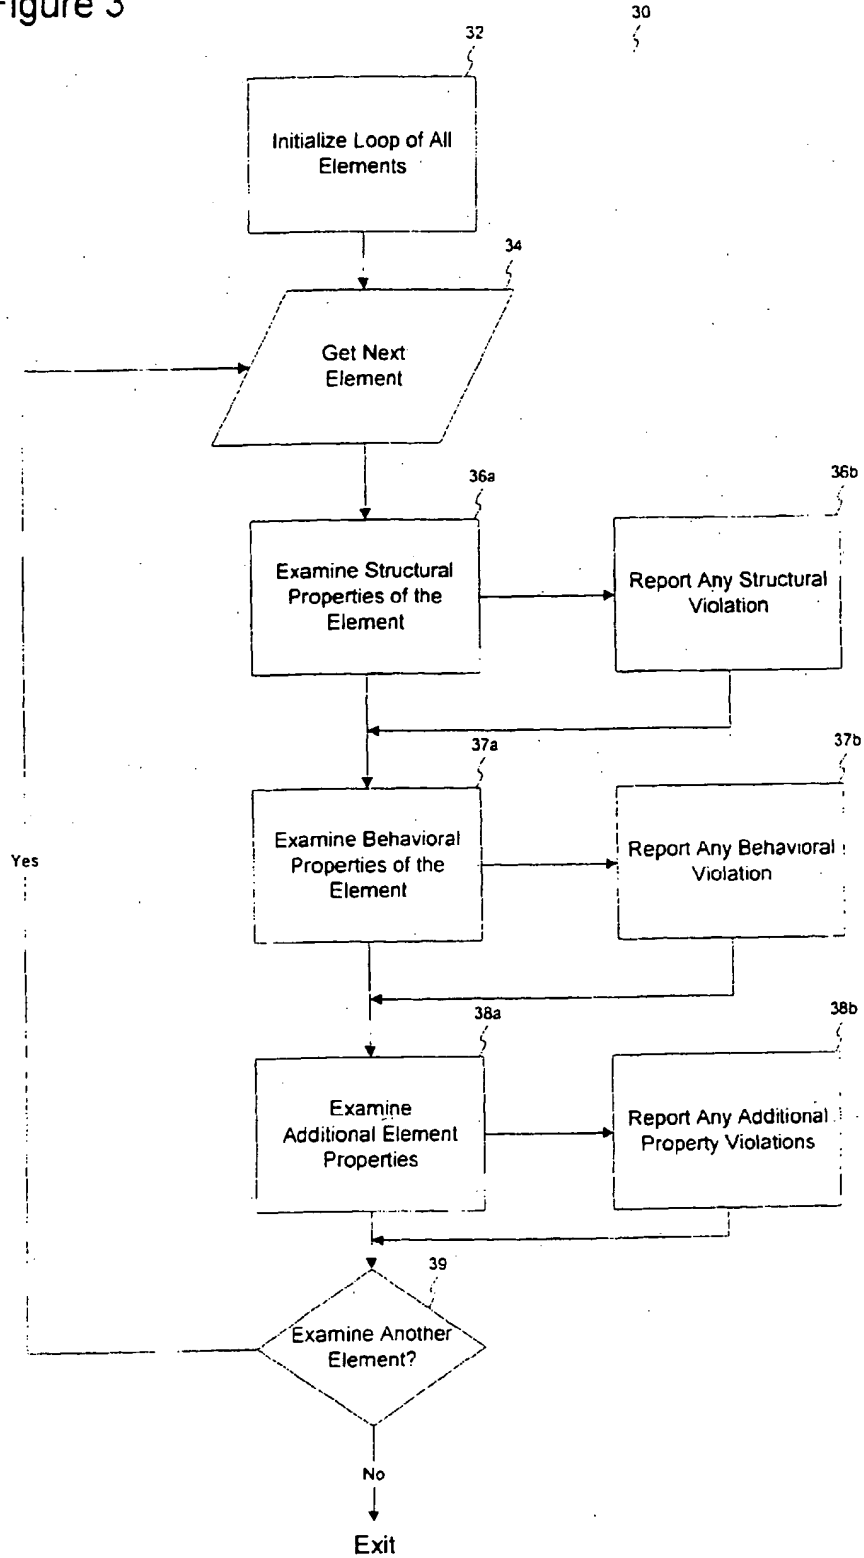 Figure 3
30
32
Initialize Loop of All
Elements
34
Get Next
Element
36a
36b
Examine Structural
Properties of the
Element
Report Any Structural
Violation
37a
37b
Examine Behavioral
Properties of the
Element
Report Any Behavioral
Violation
Yes
38a
38b
Examine
Additional Element
Properties
Report Any Additional
Property Violations
39
Examine Another
Element?
No
Exit